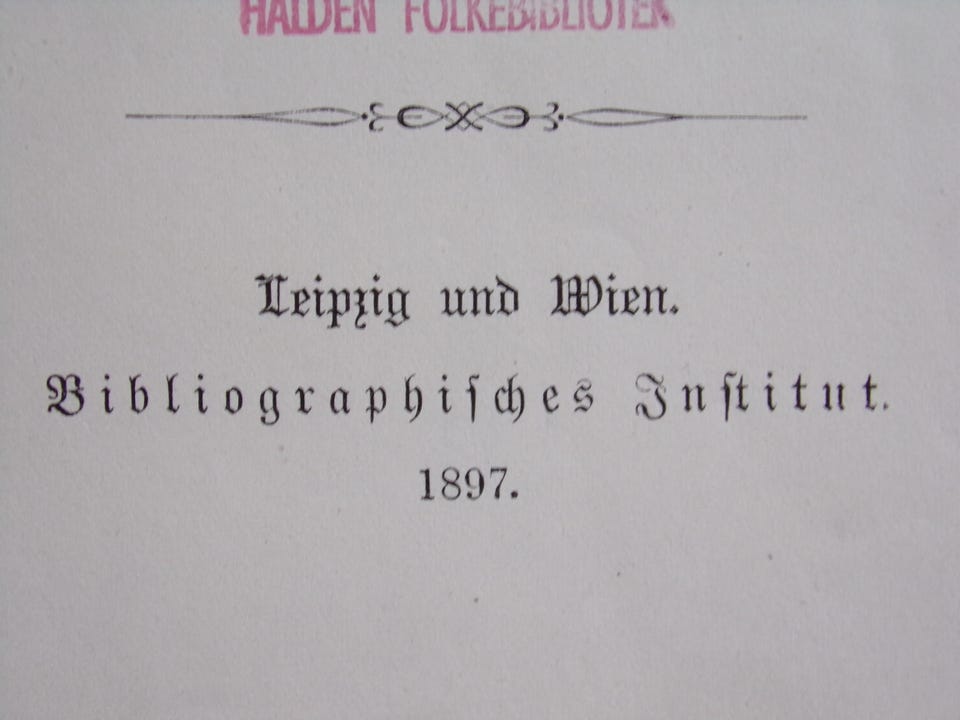 HALDEN FOLKEBIBLIOTEK
Leipzig und Wien.
Bibliographiſches Inſtitut.
1897.